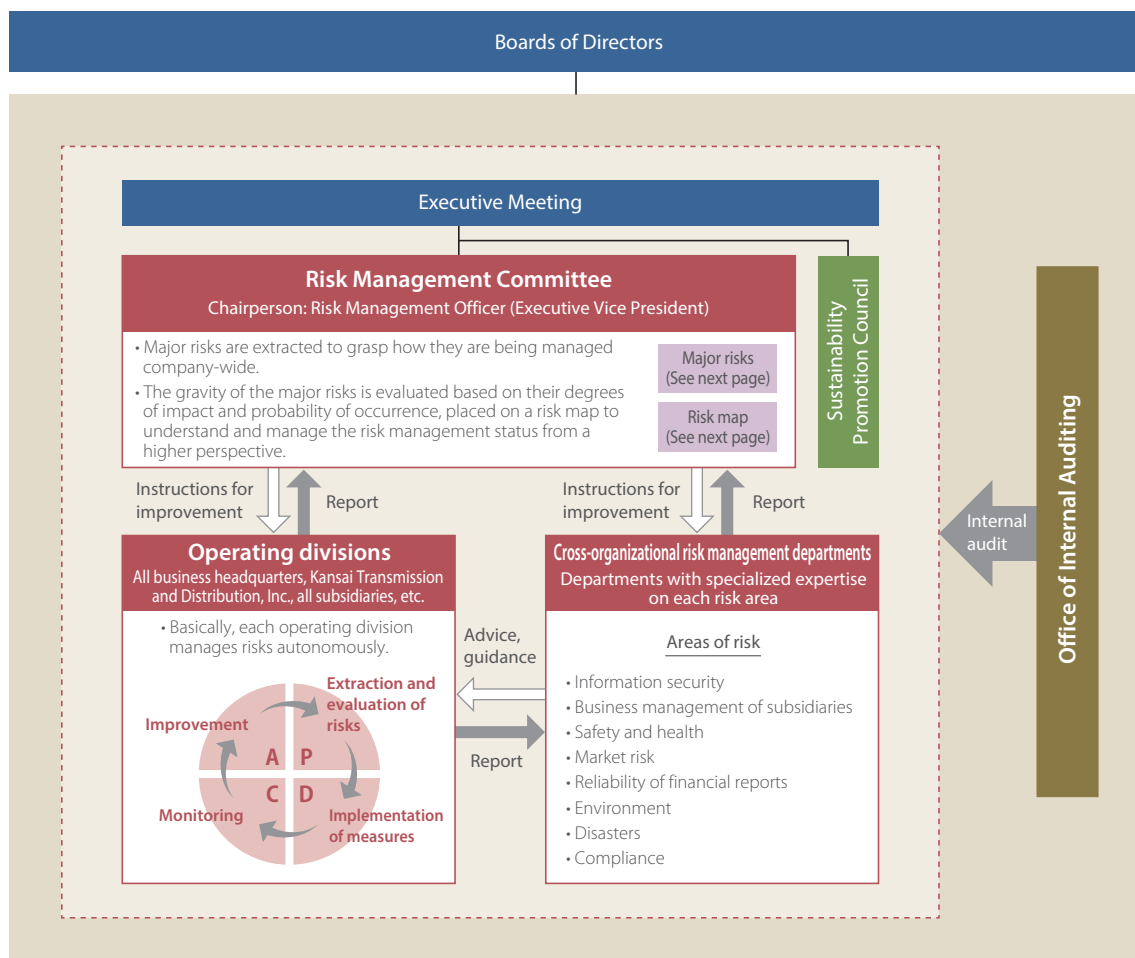 Boards of Directors
Executive Meeting
Risk Management Committee
Chairperson: Risk Management Officer (Executive Vice President)
• Major risks are extracted to grasp how they are being managed
company-wide.
• The gravity of the major risks is evaluated based on their degrees
of impact and probability of occurrence, placed on a risk map to
understand and manage the risk management status from a
higher perspective.
Major risks
(See next page)
Risk map
(See next page)
Sustainability
Promotion Council
Instructions for
improvement
Report
Instructions for
improvement
Report
Operating divisions
All business headquarters, Kansai Transmission
and Distribution, Inc., all subsidiaries, etc.
• Basically, each operating division
manages risks autonomously.
Extraction and
evaluation of
risks
Improvement
A P
C D
Monitoring
Implementation
of measures
Advice,
guidance
Report
Cross-organizational risk management departments
Departments with specialized expertise
on each risk area
Areas of risk
• Information security
• Business management of subsidiaries
• Safety and health
• Market risk
• Reliability of financial reports
• Environment
• Disasters
• Compliance
Internal
audit
Office of Internal Auditing